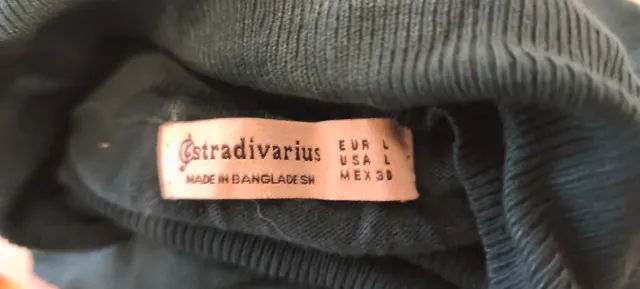 stradivarius
MADE IN BANGLADESH
EUR L
USA L
MEX 30